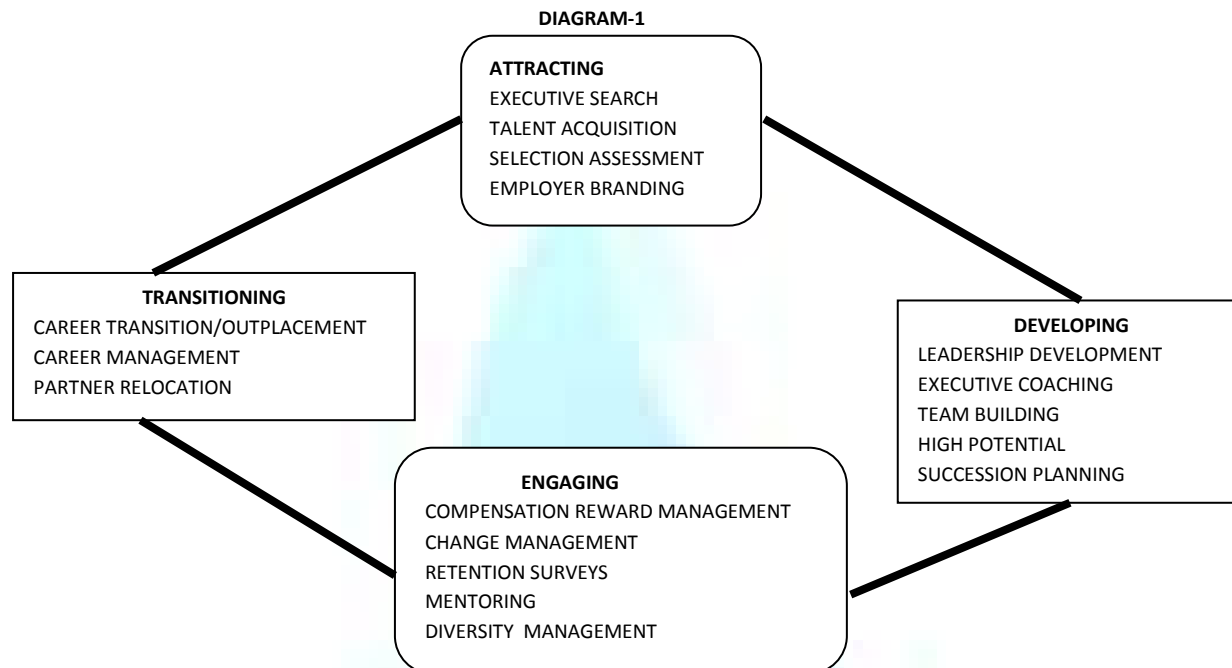 DIAGRAM-1
ATTRACTING
EXECUTIVE SEARCH
TALENT ACQUISITION
SELECTION ASSESSMENT
EMPLOYER BRANDING
TRANSITIONING
CAREER TRANSITION/OUTPLACEMENT
CAREER MANAGEMENT
PARTNER RELOCATION
DEVELOPING
LEADERSHIP DEVELOPMENT
EXECUTIVE COACHING
TEAM BUILDING
HIGH POTENTIAL
SUCCESSION PLANNING
ENGAGING
COMPENSATION REWARD MANAGEMENT
CHANGE MANAGEMENT
RETENTION SURVEYS
MENTORING
DIVERSITY MANAGEMENT